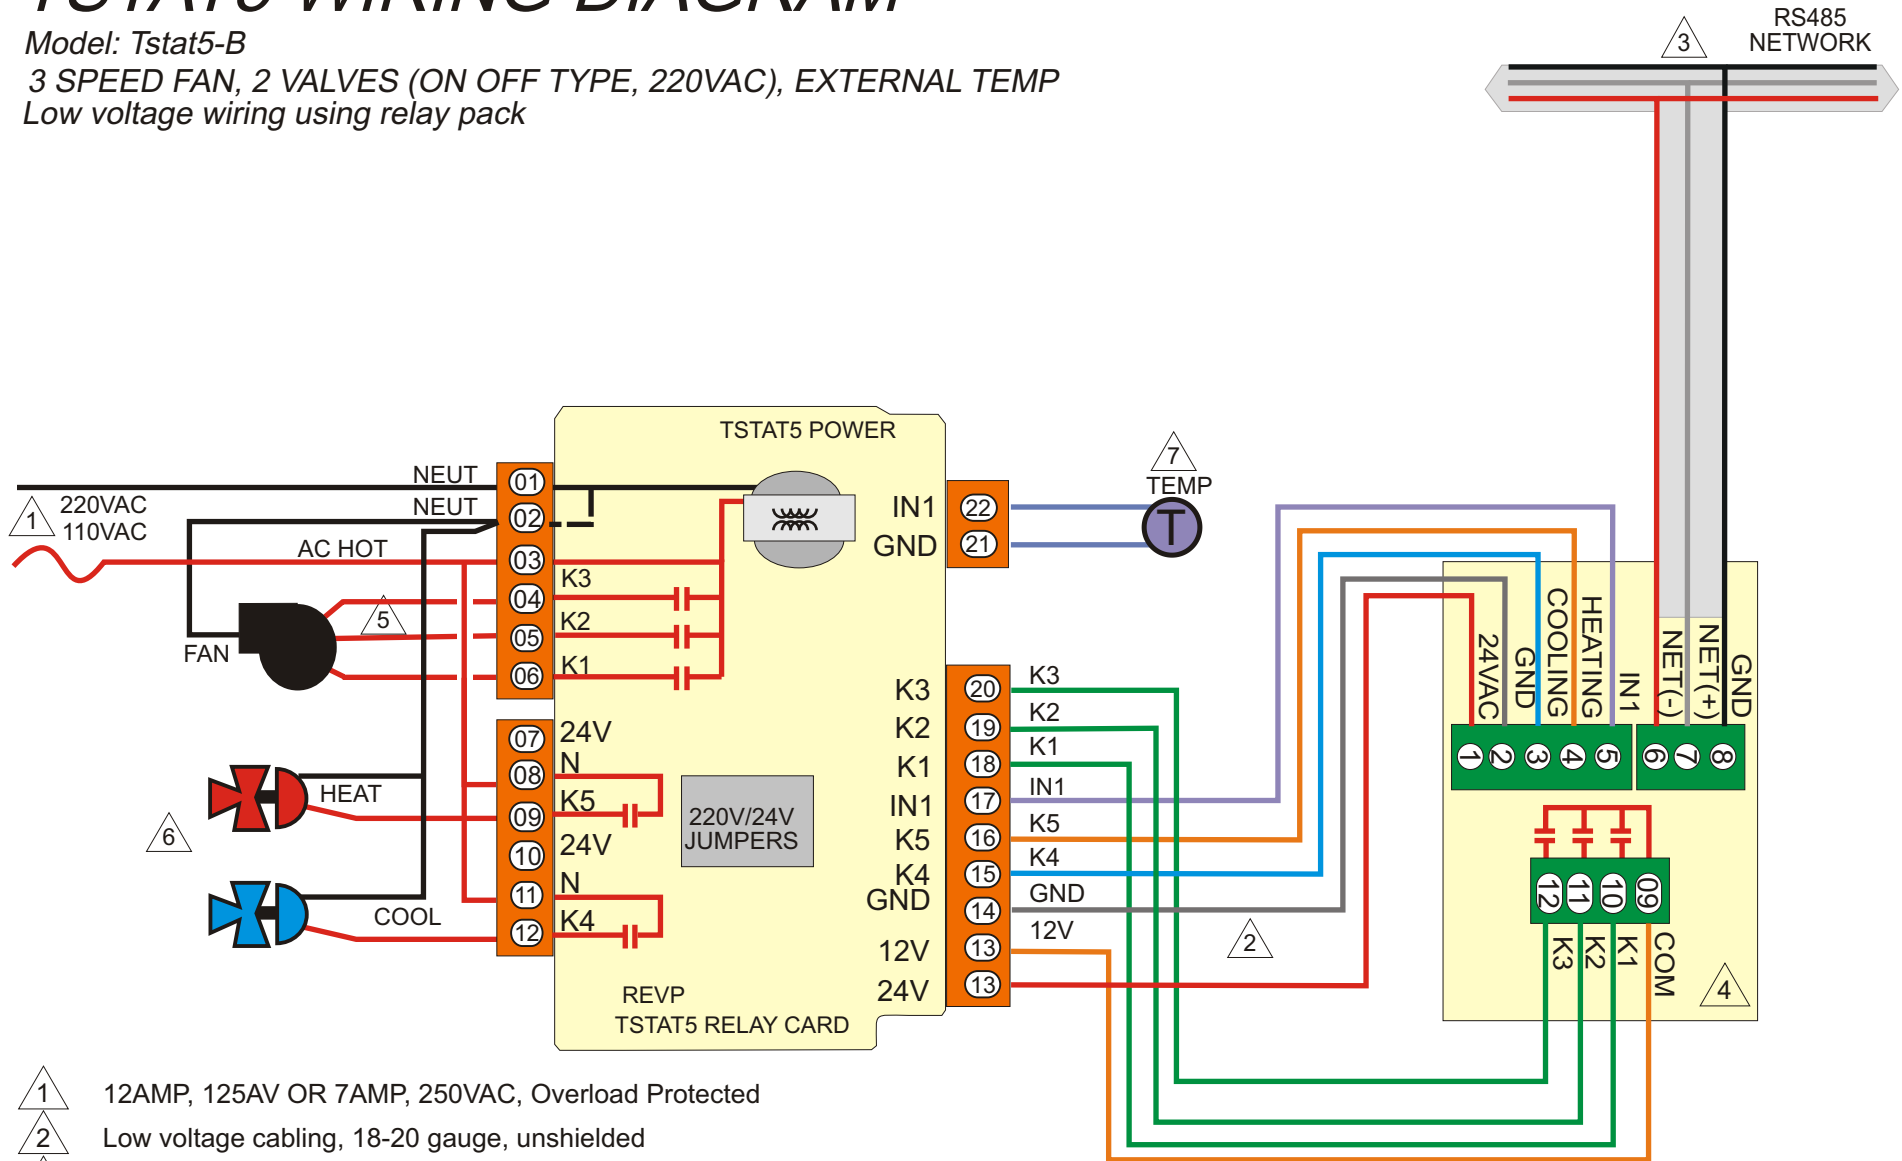 TSTAT5 WIRING DIAGRAM
Model: Tstat5-B
3 SPEED FAN, 2 VALVES (ON OFF TYPE, 220VAC), EXTERNAL TEMP
Low voltage wiring using relay pack
3
RS485
NETWORK
TSTAT5 POWER
1
220VAC
110VAC
NEUT
NEUT
AC HOT
FAN
5
01
02
03
04
05
06
K3
K2
K1
6
HEAT
COOL
07
08
09
10
11
12
24V
N
K5
24V
N
K4
220V/24V
JUMPERS
REVP
TSTAT5 RELAY CARD
IN1
GND
22
21
7
TEMP
T
K3
K2
K1
IN1
K5
K4
GND
12V
24V
20
19
18
17
16
15
14
13
13
K3
K2
K1
IN1
K5
K4
GND
12V
2
24VAC
GND
COOLING
HEATING
IN1
NET(-)
NET(+)
GND
1
2
3
4
5
6
7
8
12
11
10
09
K3
K2
K1
COM
4
1 12AMP, 125AV OR 7AMP, 250VAC, Overload Protected
2 Low voltage cabling, 18-20 gauge, unshielded